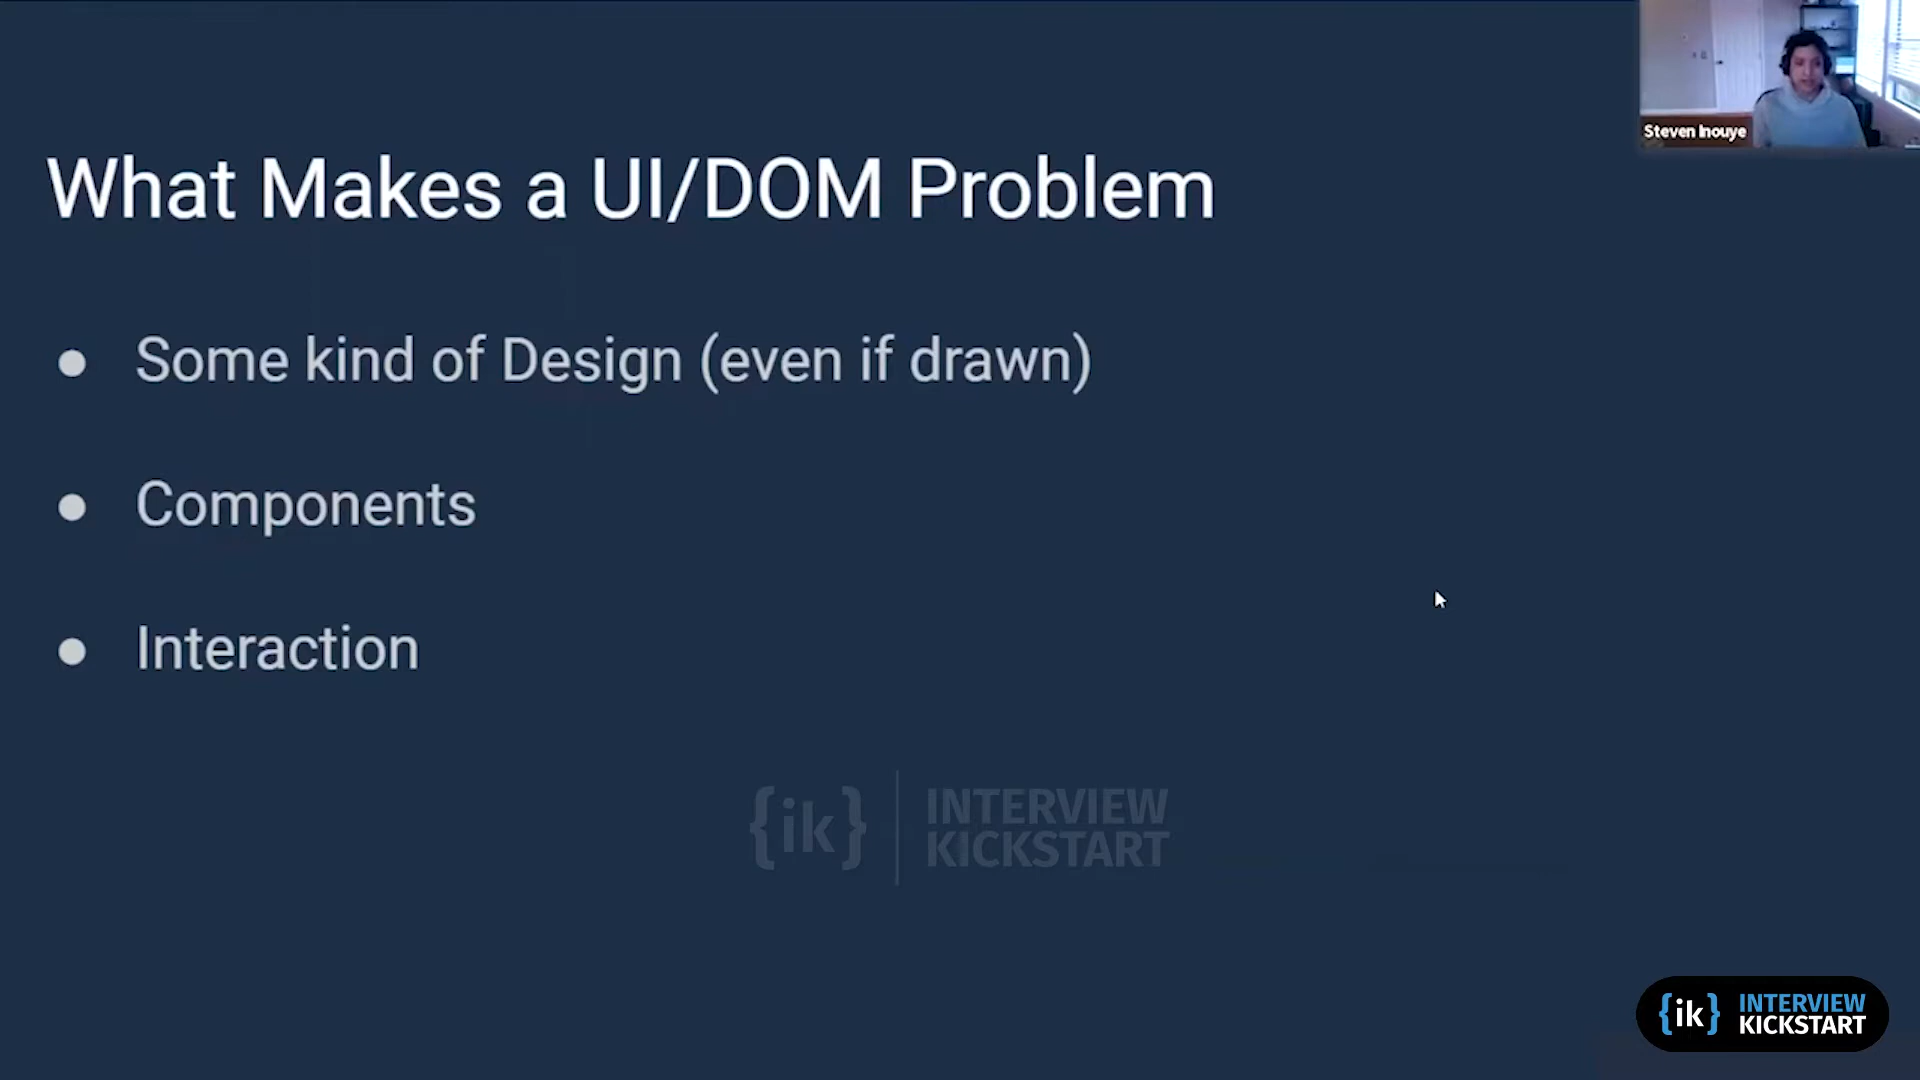 Steven Inouye
What Makes a UI/DOM Problem
● Some kind of Design (even if drawn)
● Components
● Interaction
{ik} INTERVIEW
KICKSTART
{ik} INTERVIEW
KICKSTART